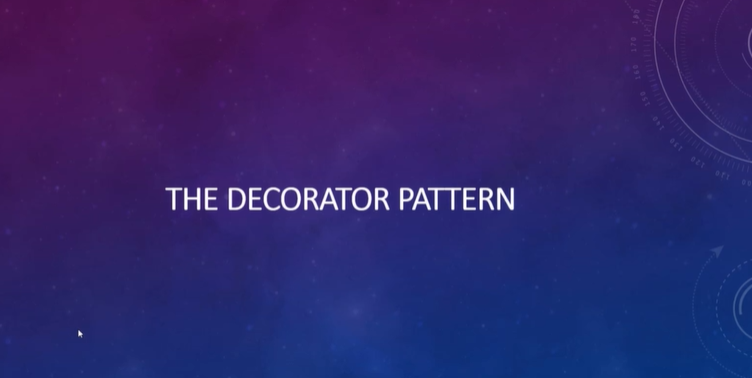 THE DECORATOR PATTERN